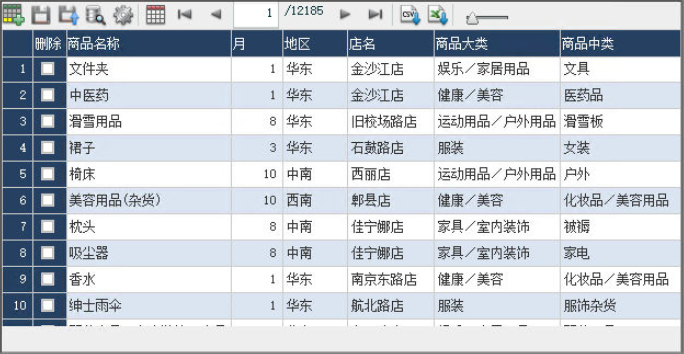 1 /12185 CSV
删除 商品名称 月 地区 店名 商品大类 商品中类
1 文件夹 1 华东 金沙江店 娱乐／家居用品 文具
2 中医药 1 华东 金沙江店 健康／美容 医药品
3 滑雪用品 8 华东 旧校场路店 运动用品／户外用品 滑雪板
4 裙子 3 华东 石鼓路店 服装 女装
5 椅床 10 中南 西丽店 运动用品／户外用品 户外
6 美容用品(杂货) 10 西南 郫县店 健康／美容 化妆品／美容用品
7 枕头 8 中南 佳宁娜店 家具／室内装饰 被褥
8 吸尘器 8 中南 佳宁娜店 家具／室内装饰 家电
9 香水 1 华东 南京东路店 健康／美容 化妆品／美容用品
10 绅士雨伞 1 华东 航北路店 服装 服饰杂货